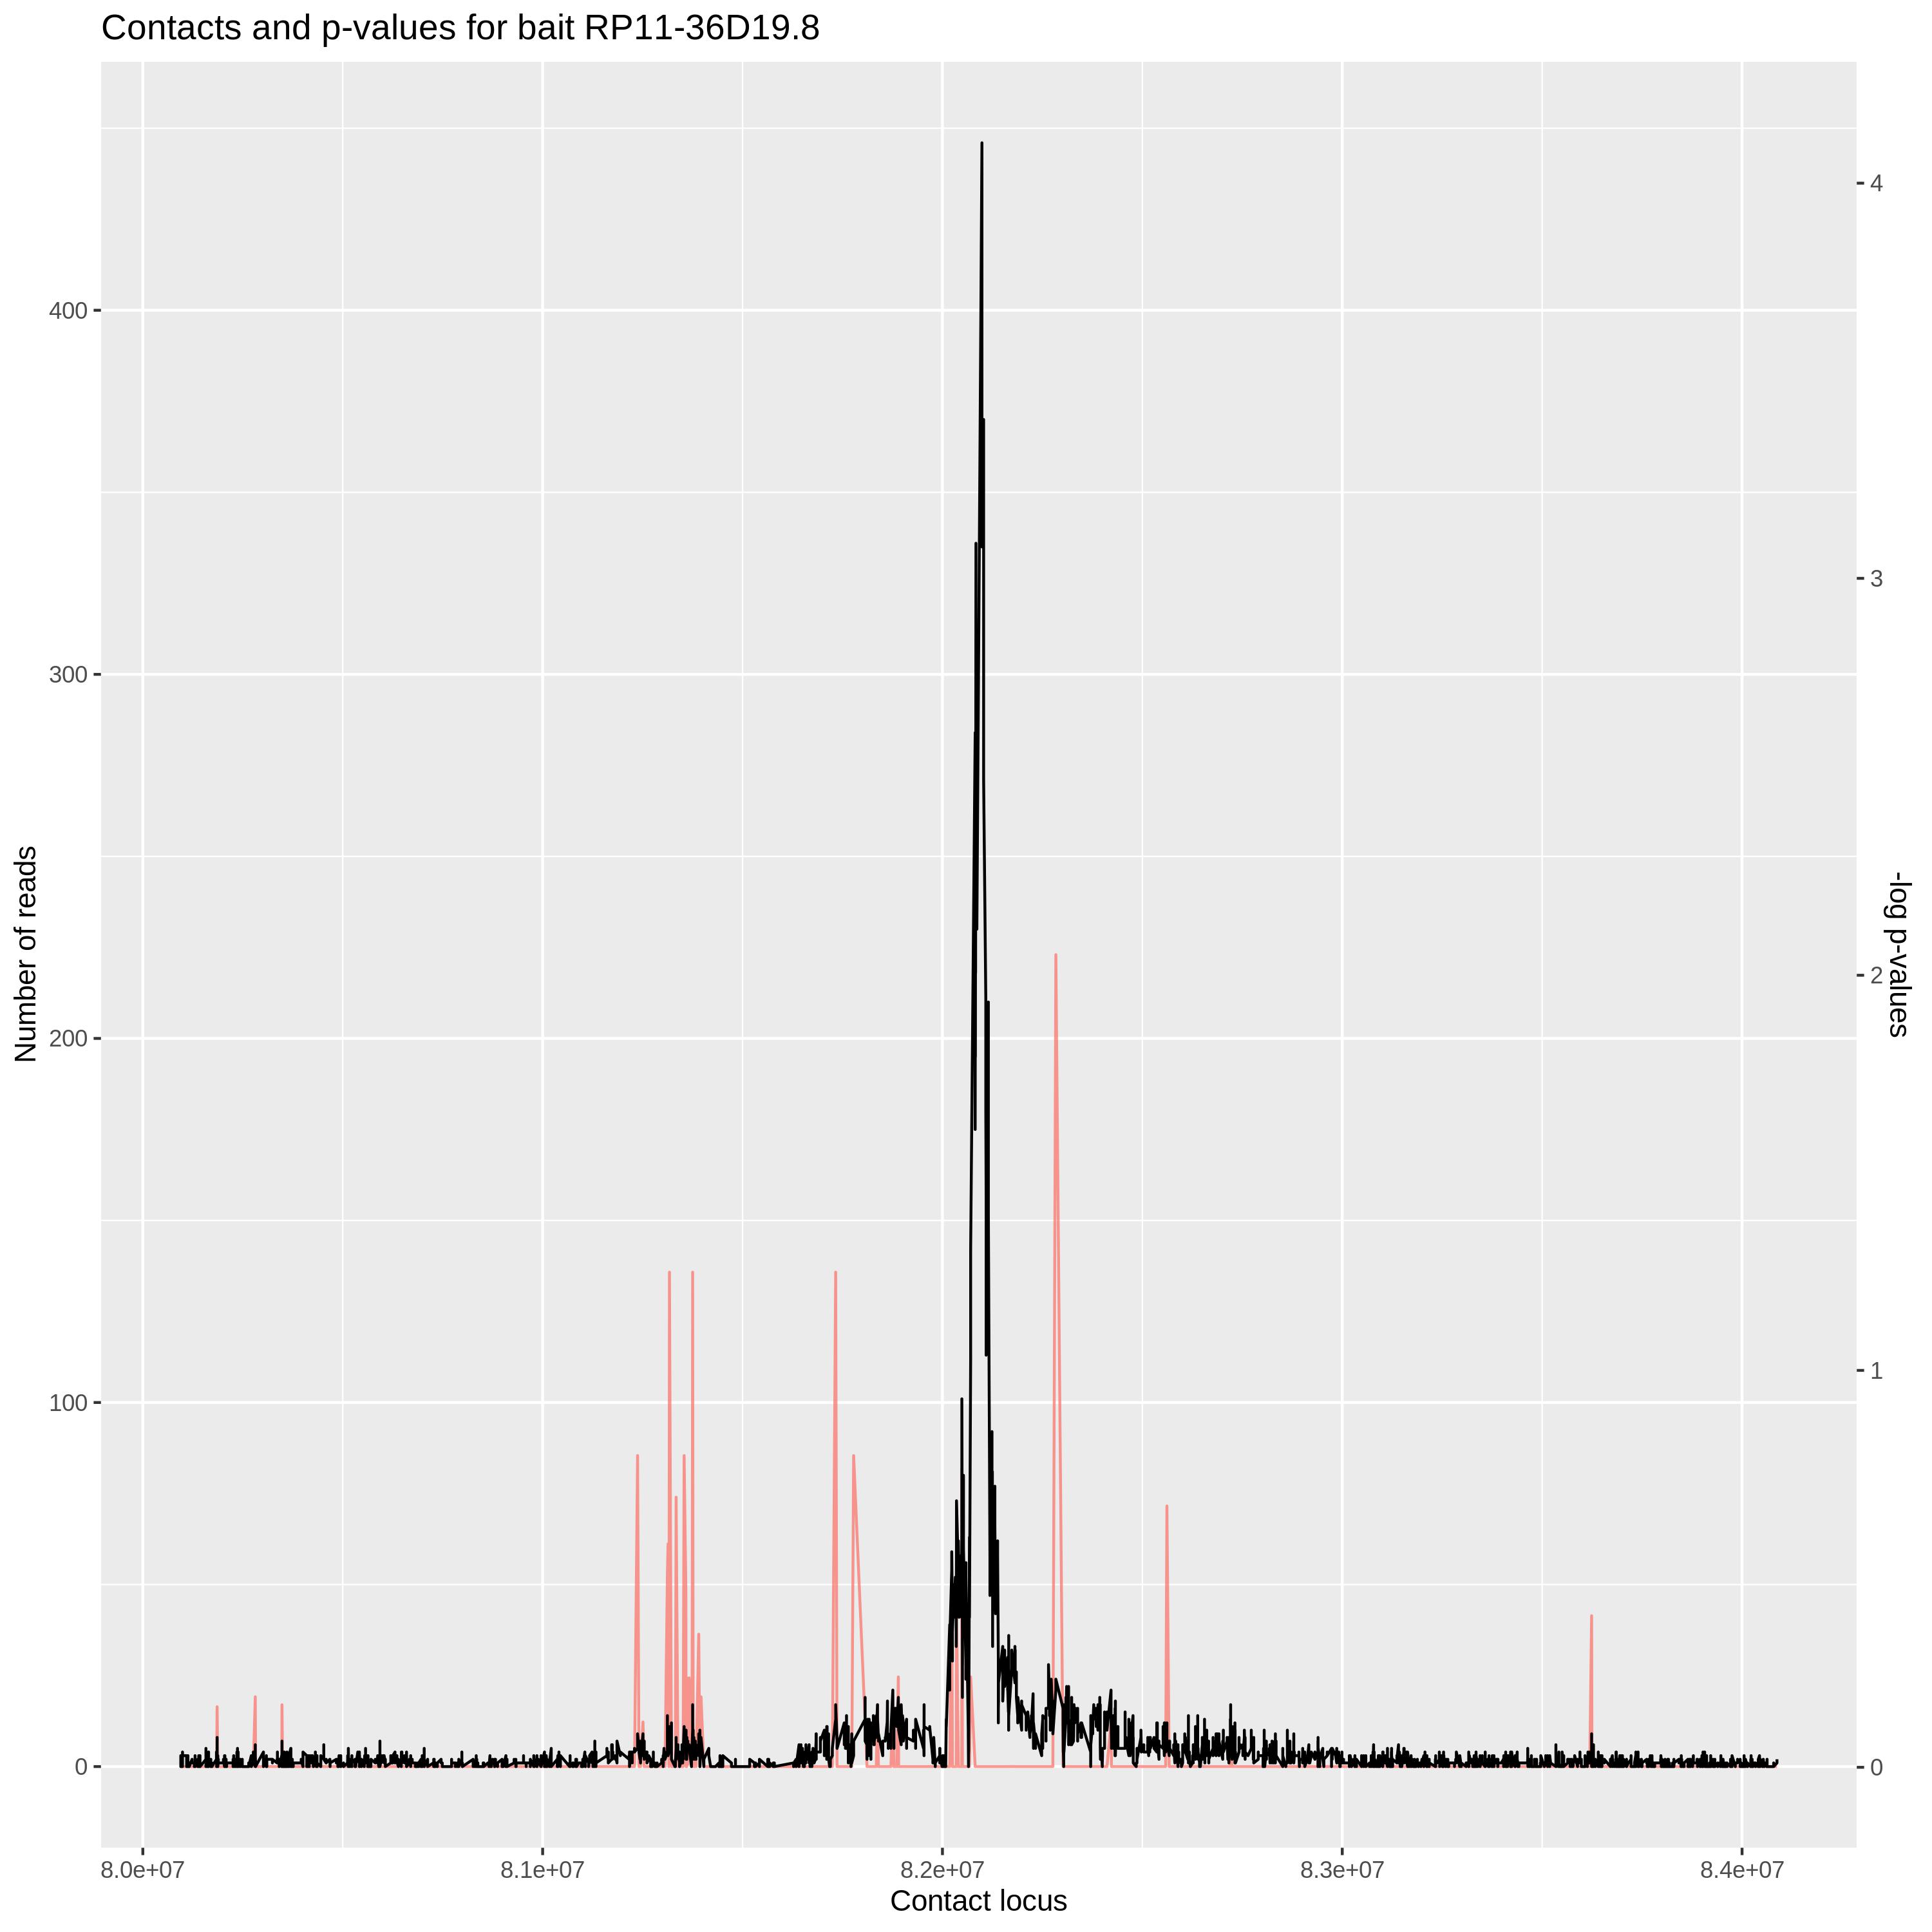 Contacts and p-values for bait RP11-36D19.8
Number of reads
400
300
200
100
0
4
3
2
1
0
-log p-values
8.0e+07
8.1e+07
8.2e+07
8.3e+07
8.4e+07
Contact locus